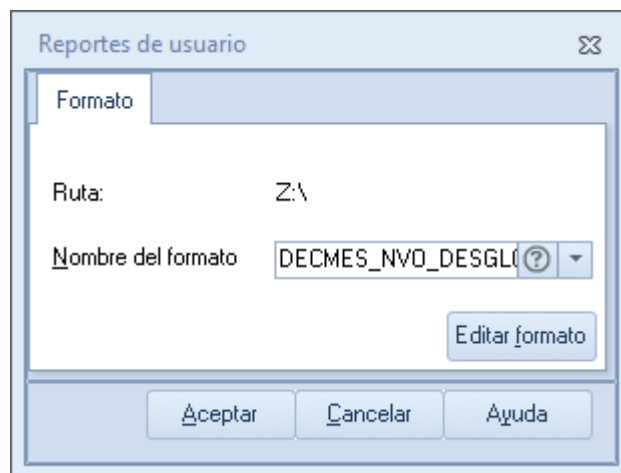 Reportes de usuario
Formato
Ruta: Z:\
Nombre del formato DECMES_NVO_DESGL
Editar formato
Aceptar Cancelar Ayuda